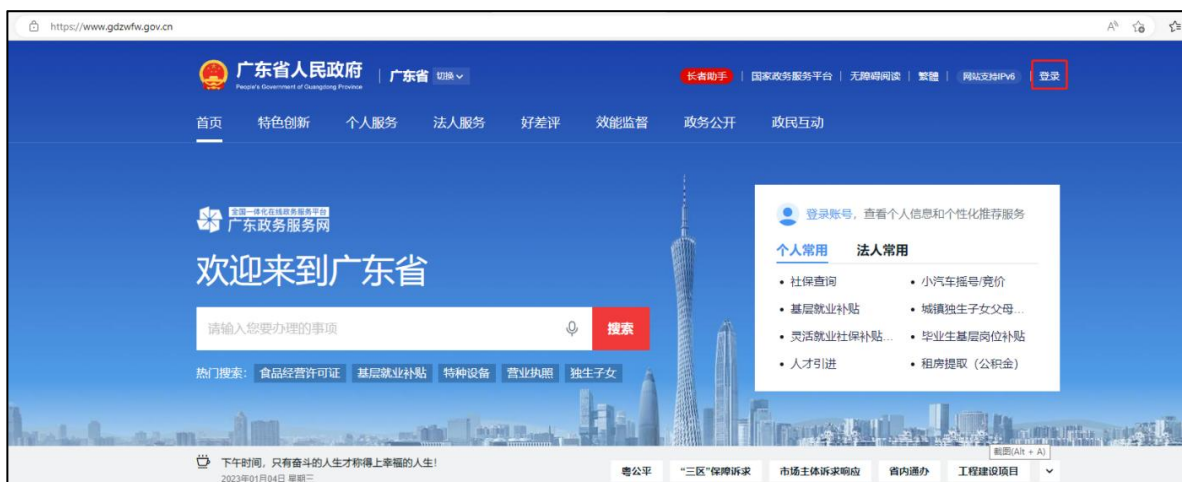 https://www.gdzwfw.gov.cn
广东省人民政府 广东省 切换
People's Government of Guangdong Province
长者助手 国家政务服务平台 无障碍阅读 繁體 网站支持IPv6 登录
首页 特色创新 个人服务 法人服务 好差评 效能监督 政务公开 政民互动
全国一体化在线政务服务平台
广东政务服务网
欢迎来到广东省
请输入您要办理的事项 搜索
热门搜索: 食品经营许可证 基层就业补贴 特种设备 营业执照 独生子女
登录账号，查看个人信息和个性化推荐服务
个人常用 法人常用
• 社保查询 • 小汽车摇号/竞价
• 基层就业补贴 • 城镇独生子女父母...
• 灵活就业社保补贴... • 毕业生基层岗位补贴
• 人才引进 • 租房提取（公积金）
截图(Alt + A)
下午时间，只有奋斗的人生才称得上幸福的人生!
2023年01月04日 星期三
粤公平 “三区”保障诉求 市场主体诉求响应 省内通办 工程建设项目